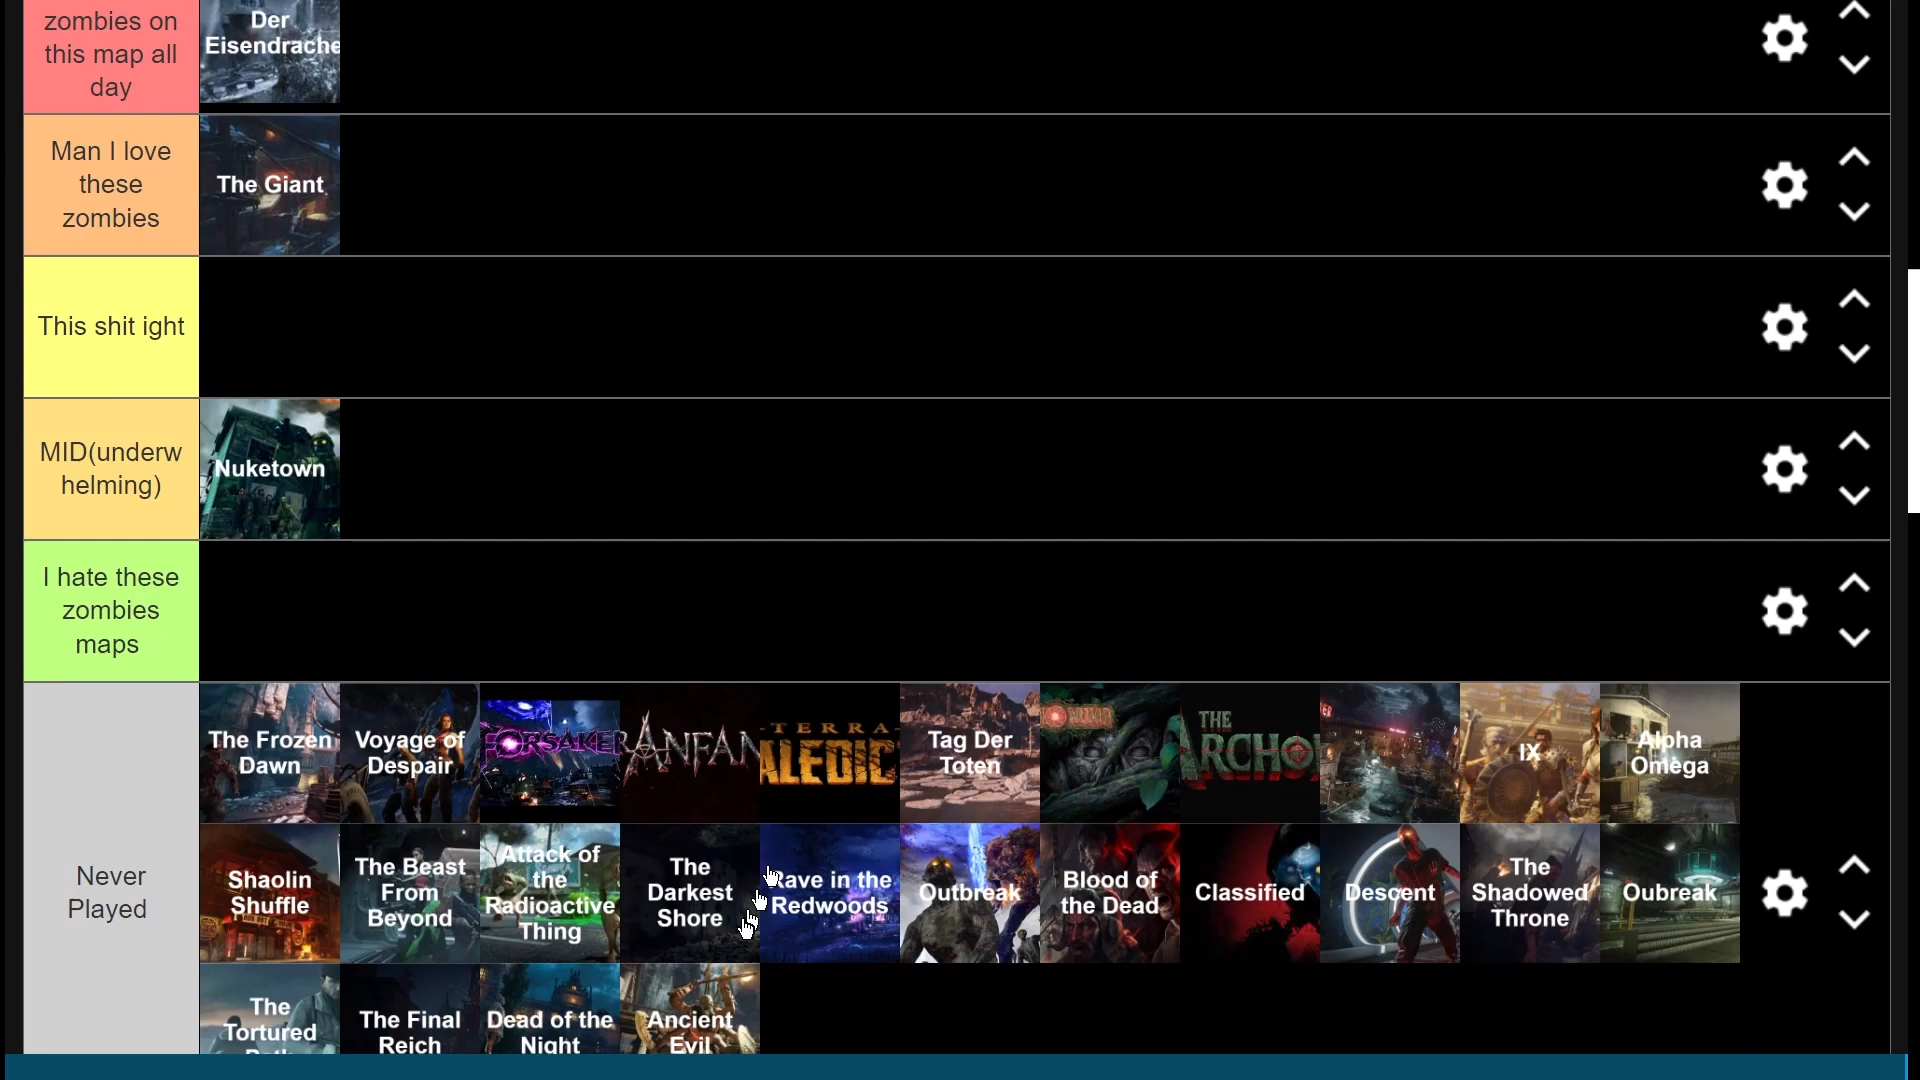 zombies on
this map all
day
Der
Eisendrache
Man I love
these
zombies
The Giant
This shit ight
MID(underw
helming)
Nuketown
I hate these
zombies
maps
Never
Played
The Frozen
Dawn
Voyage of
Despair
FORSAKEN
ANFAN
TERRA
ALEDIC
Tag Der
Toten
THE
ARCHO
IX
Alpha
Omega
Shaolin
Shuffle
The Beast
From
Beyond
Attack of
the
Radioactive
Thing
The
Darkest
Shore
Rave in the
Redwoods
Outbreak
Blood of
the Dead
Classified
Descent
The
Shadowed
Throne
Oubreak
The
Tortured
The Final
Reich
Dead of the
Night
Ancient
Evil